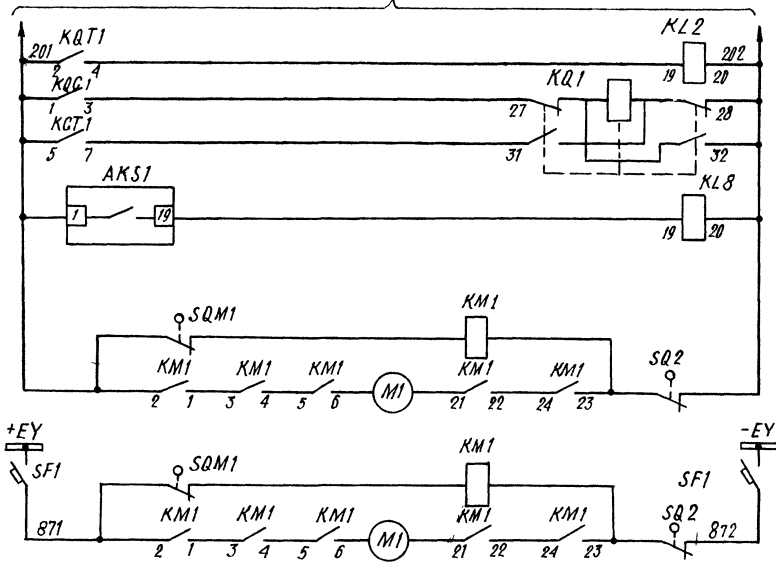 KQT1 KL2
201 202
2 4 19 20
KQC1 KQ1
1 3 27 28
KCT1
5 7 31 32
AKS1 KL8
1 19 19 20
SQM1 KM1
KM1 KM1 KM1 M1 KM1 KM1 SQ2
2 1 3 4 5 6 21 22 24 23
+EY -EY
SF1 SQM1 KM1 SF1
871 KM1 KM1 KM1 M1 KM1 KM1 SQ2 872
2 1 3 4 5 6 21 22 24 23